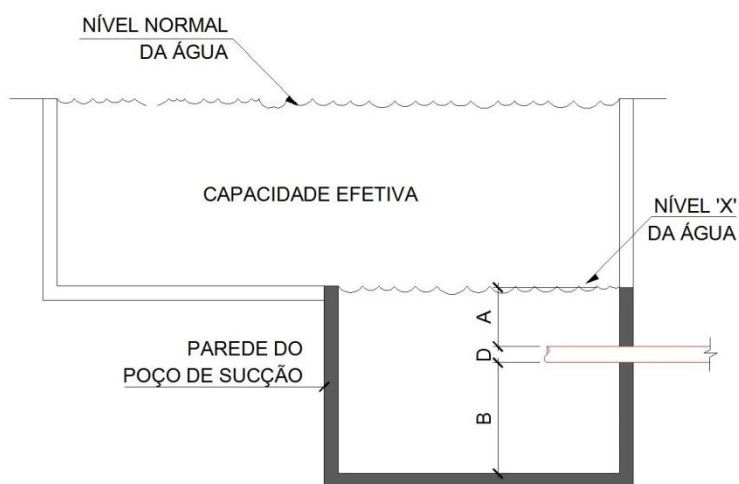 NÍVEL NORMAL
DA ÁGUA
CAPACIDADE EFETIVA
NÍVEL 'X'
DA ÁGUA
A
D
B
PAREDE DO
POÇO DE SUCÇÃO